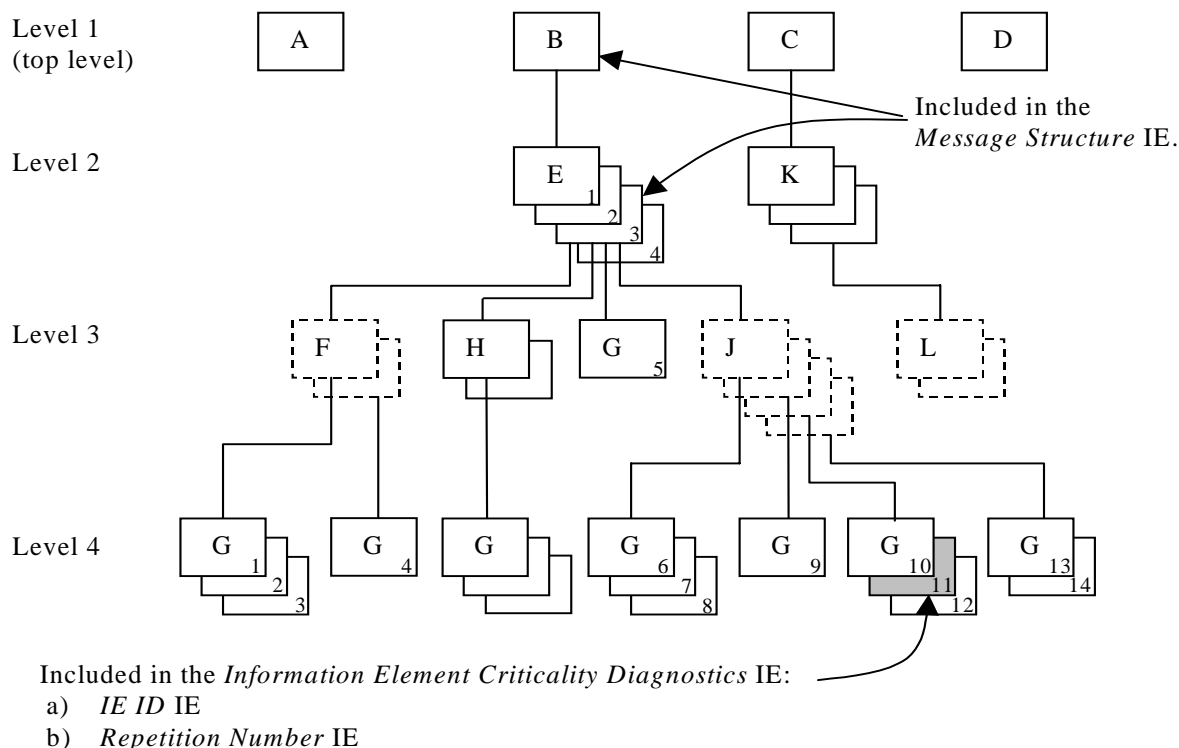 Level 1
(top level)
A
B
C
D
Included in the
Message Structure IE.
Level 2
E
1
2
3
4
K
Level 3
F
H
G
5
J
L
Level 4
G
1
2
3
G
4
G
G
6
7
8
G
9
G
10
11
12
G
13
14
Included in the Information Element Criticality Diagnostics IE:
a) IE ID IE
b) Repetition Number IE